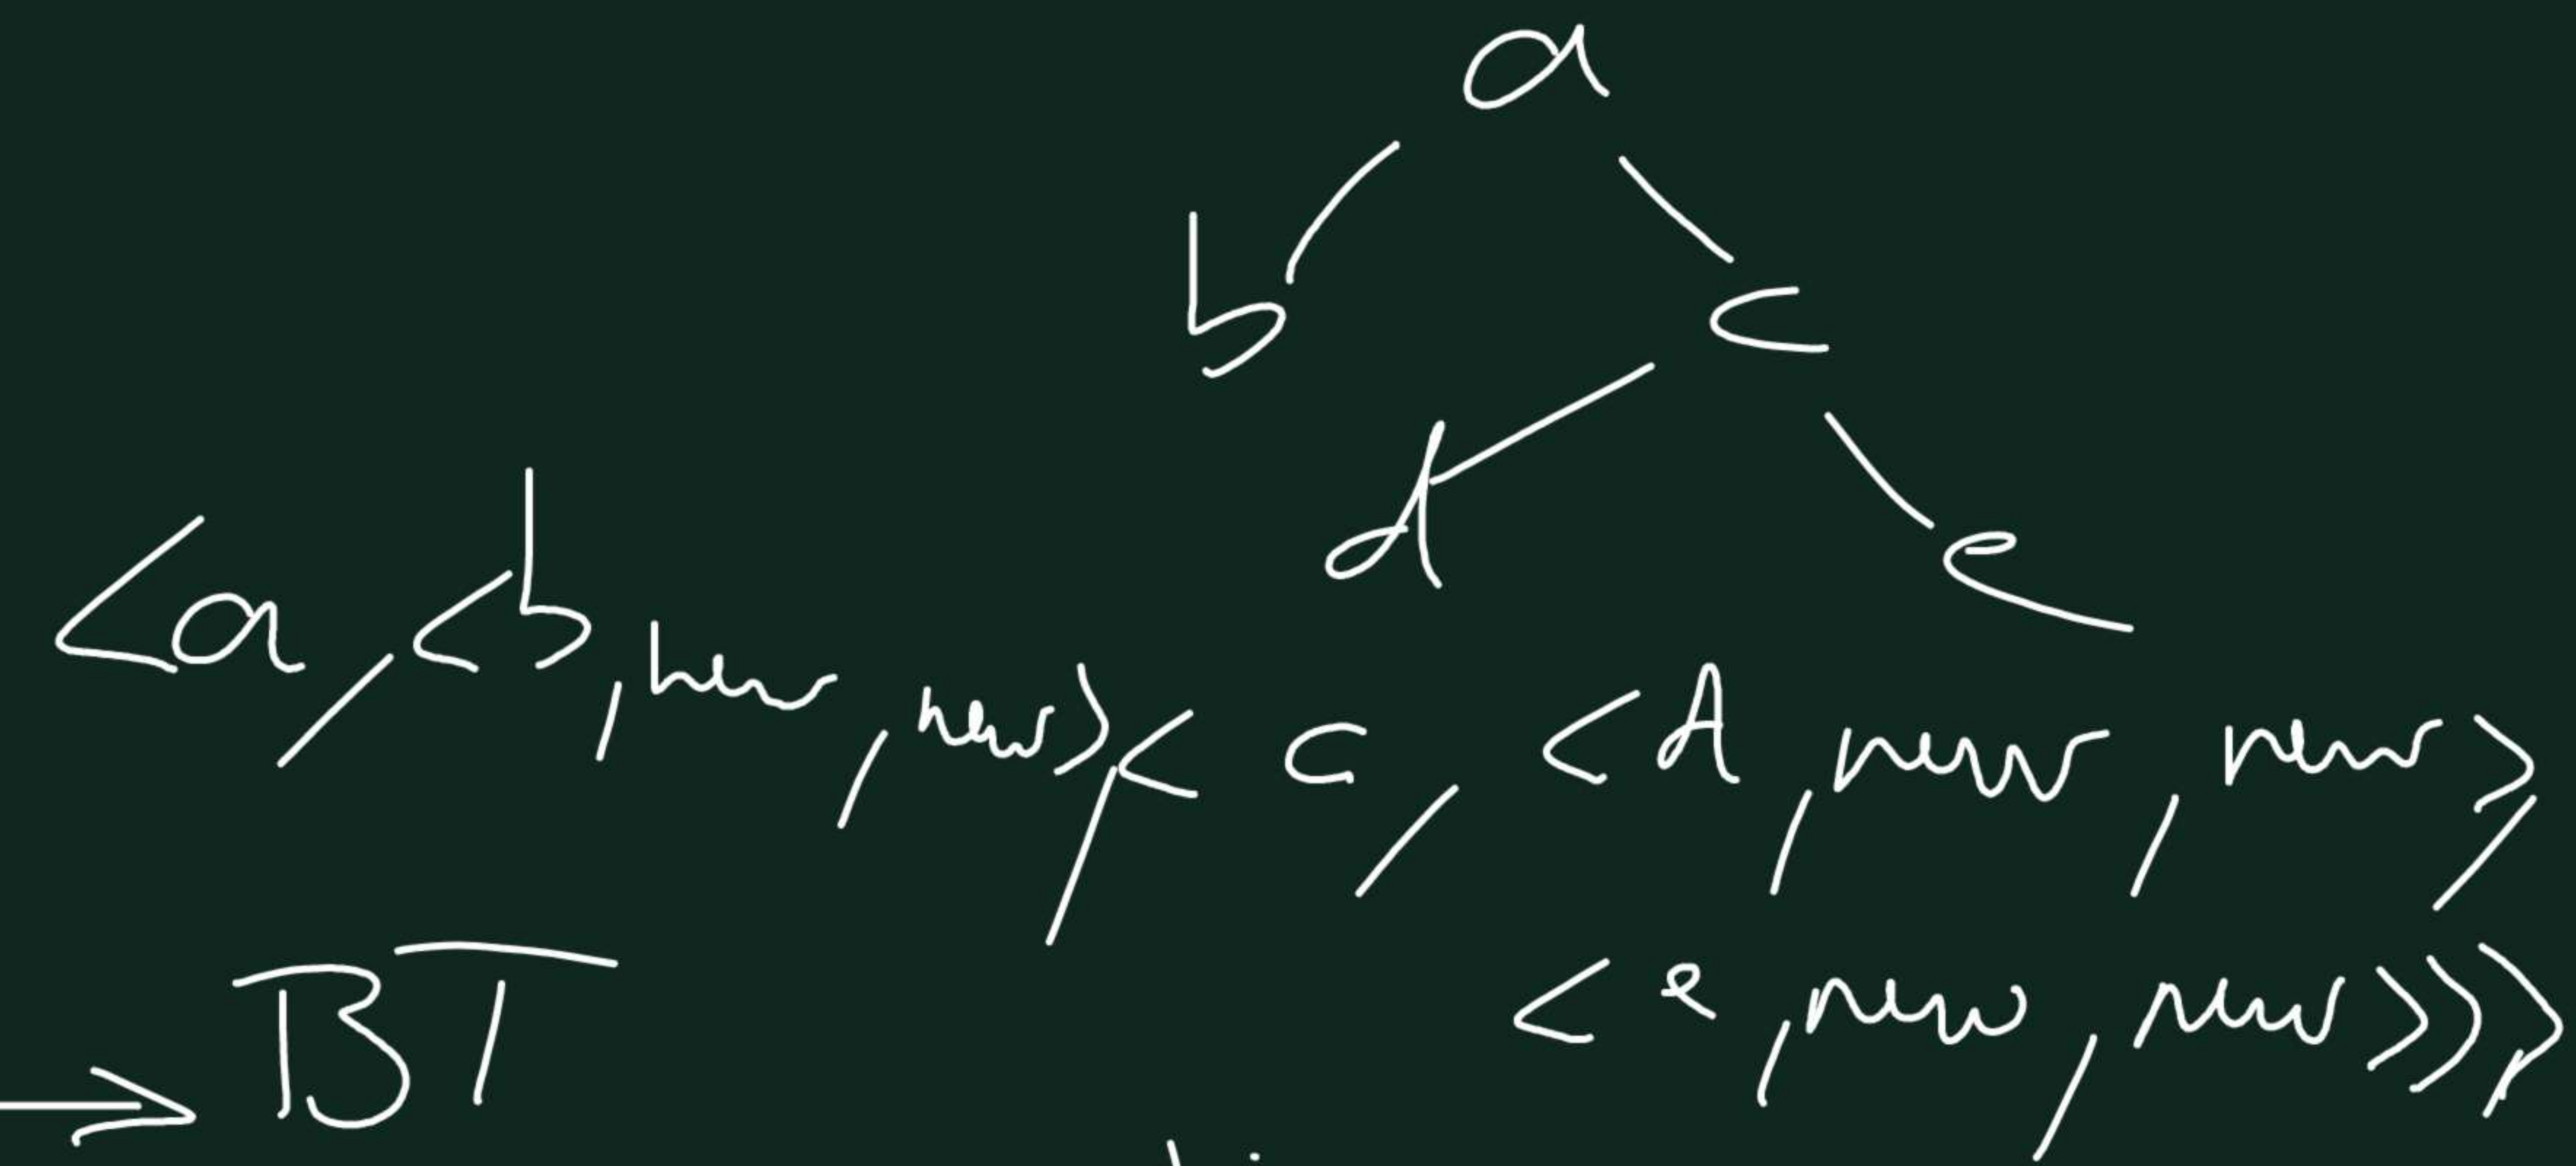 a
b c
d e
<a, <b, new, new>, <c, <d, new, new>,
<e, new, new>>>
→ BT